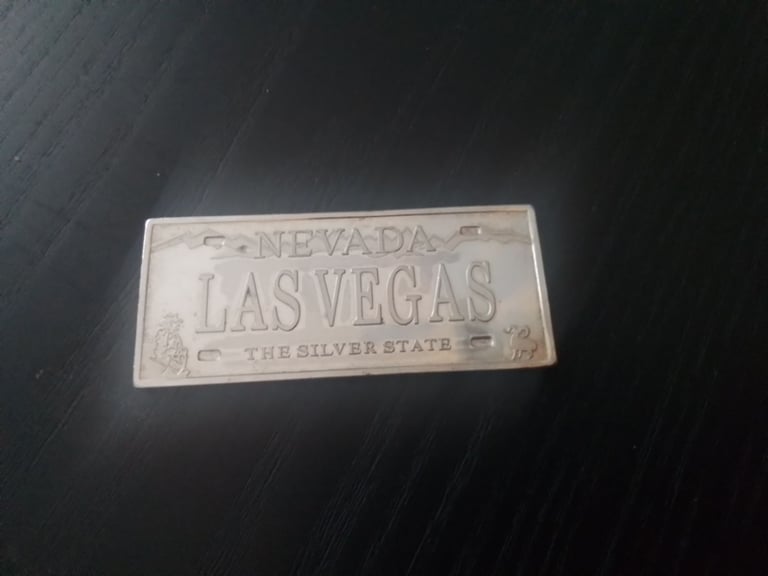 NEVADA
LAS VEGAS
THE SILVER STATE